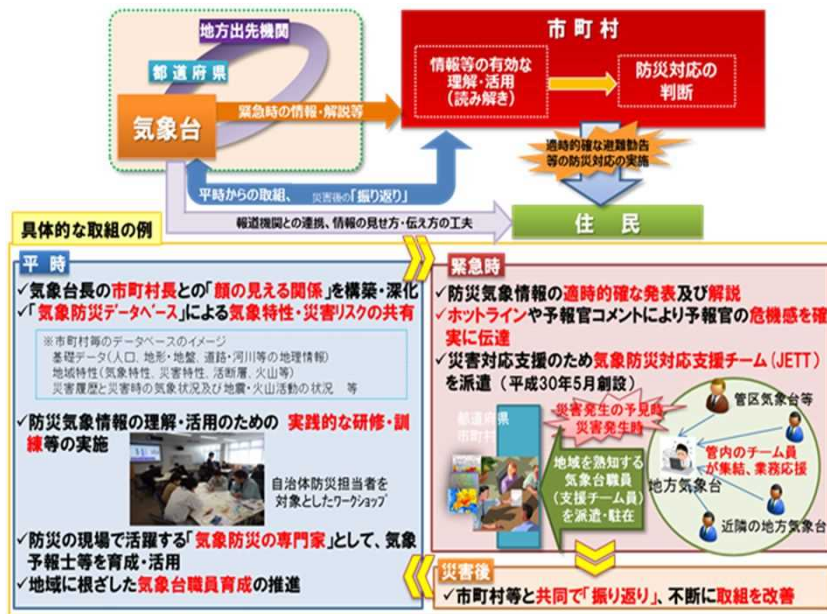 地方出先機関
都道府県
気象台
緊急時の情報・解説等
市町村
情報等の有効な
理解・活用
(読み解き)
防災対応の
判断
適時的確な避難勧告
等の防災対応の実施
平時からの取組、 災害後の「振り返り」
報道機関との連携、情報の見せ方・伝え方の工夫
住民
具体的な取組の例
平時
✓気象台長の市町村長との「顔の見える関係」を構築・深化
✓「気象防災データベース」による気象特性・災害リスクの共有
※市町村毎のデータベースのイメージ
基礎データ(人口、地形・地盤、道路・河川等の地理情報)
地域特性(気象特性、災害特性、活断層、火山等)
災害履歴と災害時の気象状況及び地震・火山活動の状況 等
✓防災気象情報の理解・活用のための 実践的な研修・訓
練等の実施
自治体防災担当者を
対象としたワークショップ
✓防災の現場で活躍する「気象防災の専門家」として、気象
予報士等を育成・活用
✓地域に根ざした気象台職員育成の推進
緊急時
✓防災気象情報の適時的確な発表及び解説
✓ホットラインや予報官コメントにより予報官の危機感を確
実に伝達
✓災害対応支援のため気象防災対応支援チーム(JETT)
を派遣(平成30年5月創設)
都道府県
市町村
災害発生の予見時
災害発生時
地域を熟知する
気象台職員
(支援チーム員)
を派遣・駐在
管区気象台等
管内のチーム員
が集結、業務応援
地方気象台
近隣の地方気象台
災害後
✓市町村等と共同で「振り返り」、不断に取組を改善